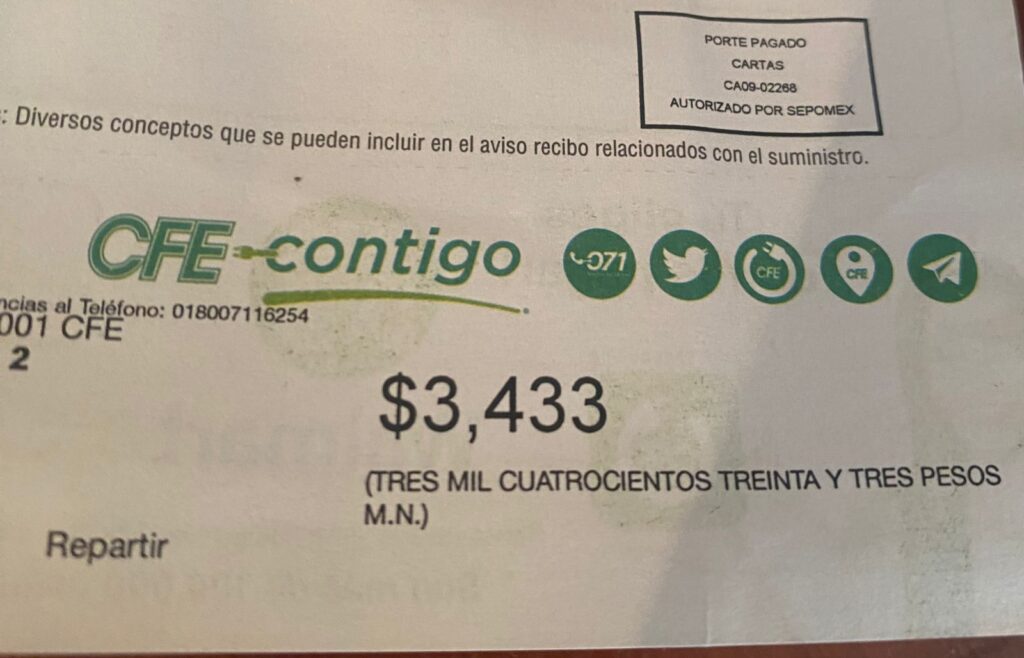 PORTE PAGADO
CARTAS
CA09-02268
AUTORIZADO POR SEPOMEX
: Diversos conceptos que se pueden incluir en el aviso recibo relacionados con el suministro.
CFE contigo
071
CFE
CFE
ncias al Teléfono: 018007116254
001 CFE
2
$3,433
(TRES MIL CUATROCIENTOS TREINTA Y TRES PESOS
M.N.)
Repartir